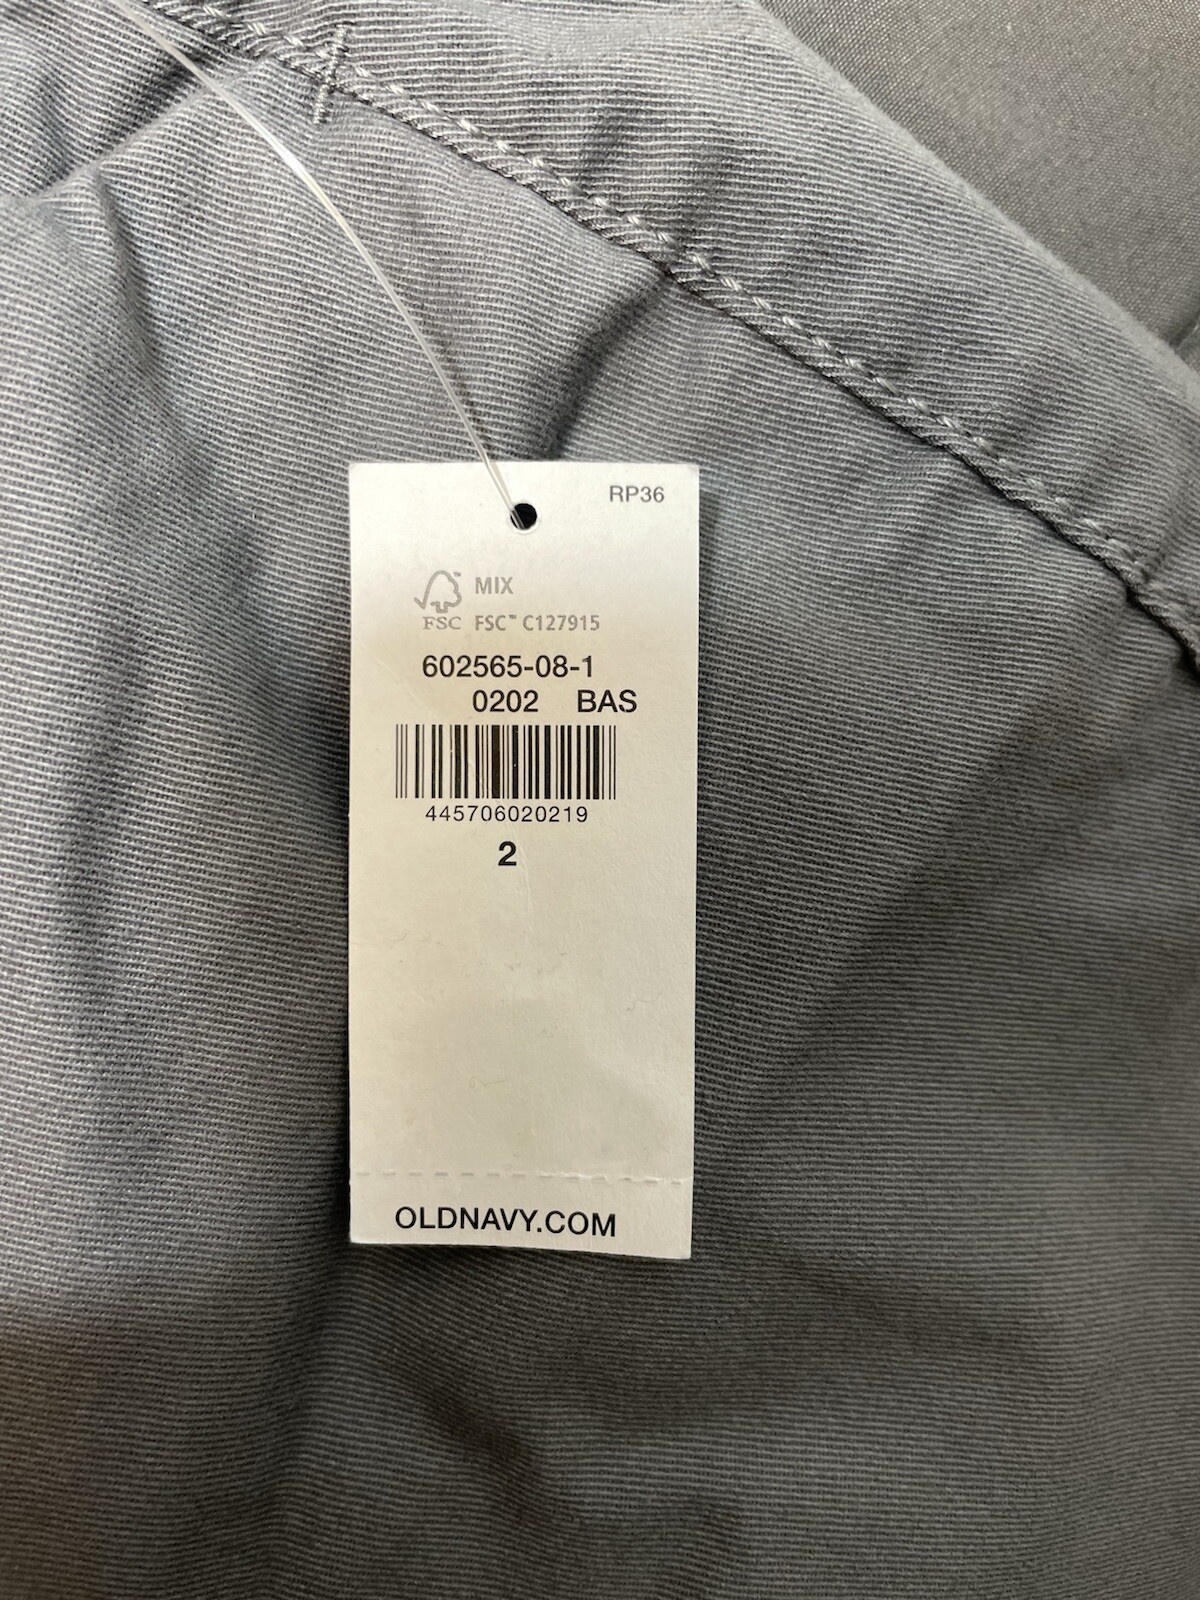 RP36
MIX
FSC FSC™ C127915
602565-08-1
0202 BAS
445706020219
2
OLDNAVY.COM